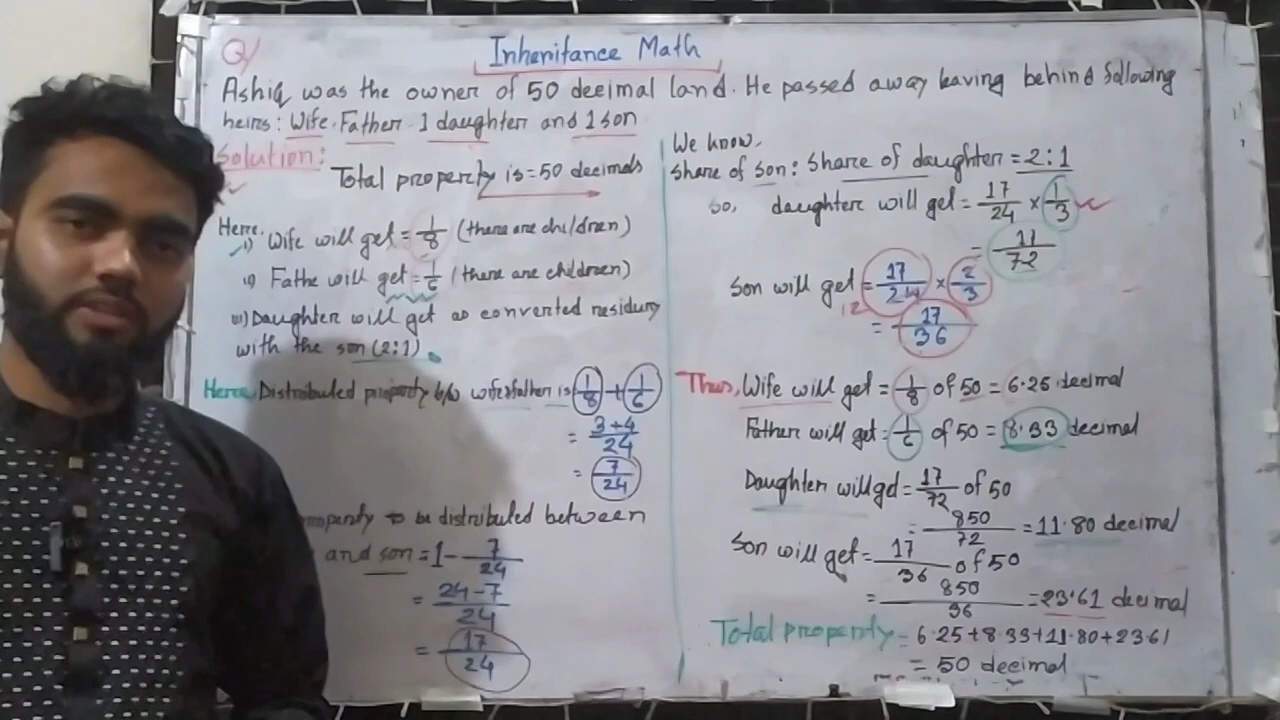 Q/
Inheritance Math
Ashiq was the owner of 50 decimal land. He passed away leaving behind following
heirs: Wife. Father. 1 daughter and 1 son
Solution:
Total property is = 50 decimals
Here,
i) Wife will get = 1/8 (there are children)
ii) Fathe will get = 1/6 (there are children)
iii) Daughter will get as converted residury
with the son (2:1).
Here, Distributed property b/w wife & father is 1/8 + 1/6
= 3+4/24
= 7/24
property to be distributed between
and son = 1 - 7/24
= 24-7/24
= 17/24
We know,
Share of son : Share of daughter = 2:1
So, daughter will get = 17/24 × 1/3
= 17/72
Son will get = 17/24 × 2/3
12
= 17/36
Thus, Wife will get = 1/8 of 50 = 6.25 decimal
Father will get = 1/6 of 50 = 8.33 decimal
Daughter will get = 17/72 of 50
= 850/72 = 11.80 decimal
Son will get = 17/36 of 50
= 850/36 = 23.61 decimal
Total property = 6.25+8.33+11.80+23.61
= 50 decimal